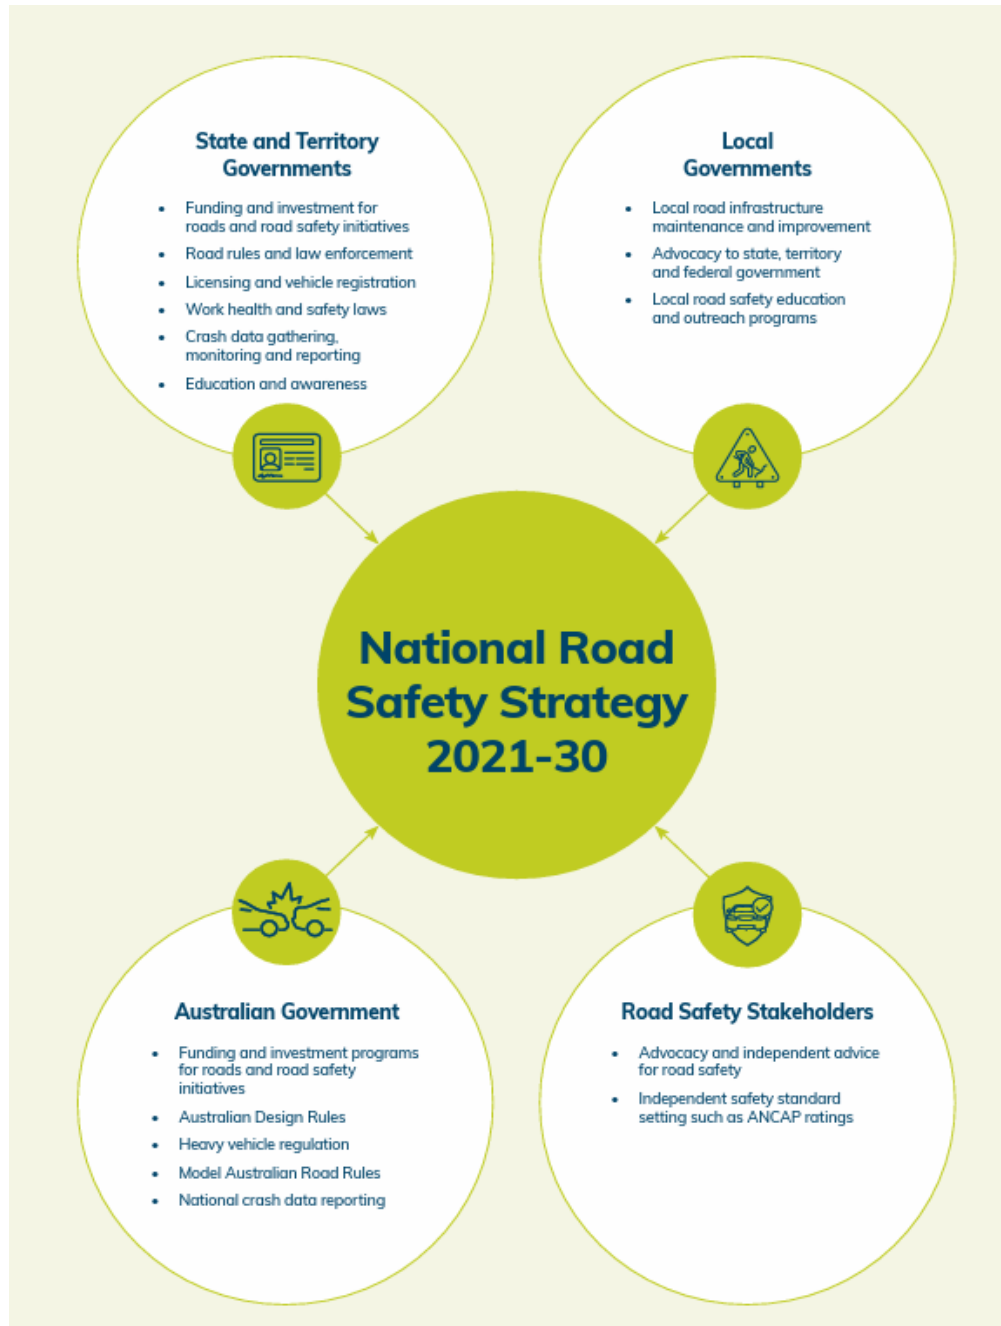 State and Territory
Governments
• Funding and investment for
roads and road safety initiatives
• Road rules and law enforcement
• Licensing and vehicle registration
• Work health and safety laws
• Crash data gathering,
monitoring and reporting
• Education and awareness
Local
Governments
• Local road infrastructure
maintenance and improvement
• Advocacy to state, territory
and federal government
• Local road safety education
and outreach programs
National Road
Safety Strategy
2021-30
Australian Government
• Funding and investment programs
for roads and road safety
initiatives
• Australian Design Rules
• Heavy vehicle regulation
• Model Australian Road Rules
• National crash data reporting
Road Safety Stakeholders
• Advocacy and independent advice
for road safety
• Independent safety standard
setting such as ANCAP ratings